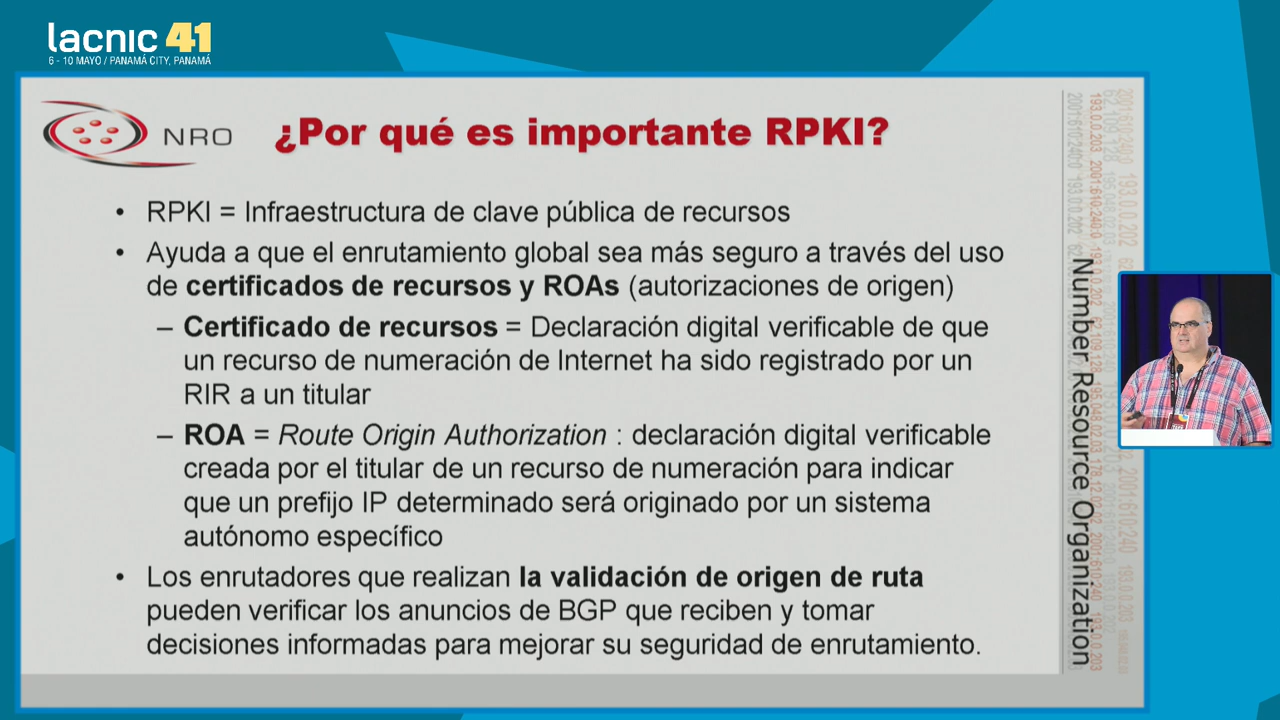 lacnic 41
6 - 10 MAYO / PANAMÁ CITY, PANAMÁ
NRO
¿Por qué es importante RPKI?
• RPKI = Infraestructura de clave pública de recursos
• Ayuda a que el enrutamiento global sea más seguro a través del uso
de certificados de recursos y ROAs (autorizaciones de origen)
– Certificado de recursos = Declaración digital verificable de que
un recurso de numeración de Internet ha sido registrado por un
RIR a un titular
– ROA = Route Origin Authorization : declaración digital verificable
creada por el titular de un recurso de numeración para indicar
que un prefijo IP determinado será originado por un sistema
autónomo específico
• Los enrutadores que realizan la validación de origen de ruta
pueden verificar los anuncios de BGP que reciben y tomar
decisiones informadas para mejorar su seguridad de enrutamiento.
Number Resource Organization